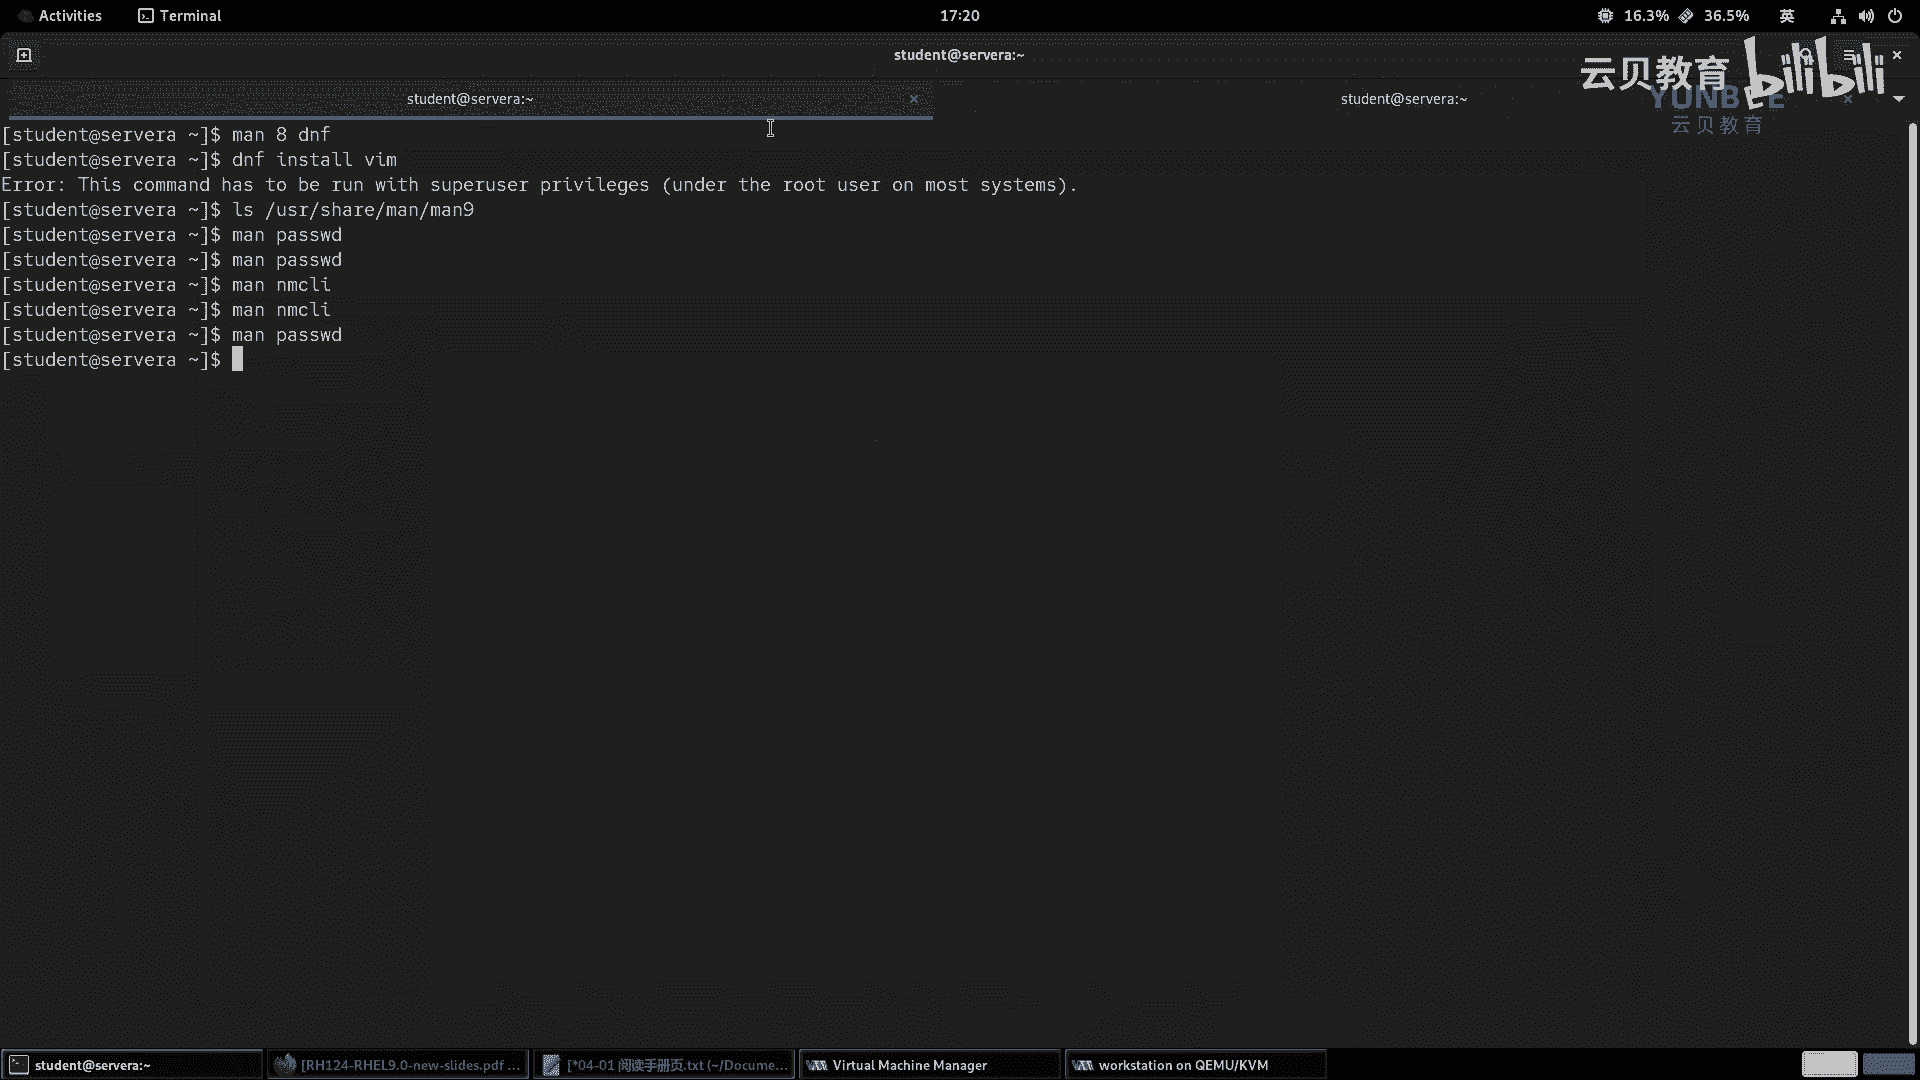 Activities Terminal 17:20 16.3% 36.5% 英
student@servera:~
云贝教育 bilibili
student@servera:~ student@servera:~
云贝教育
[student@servera ~]$ man 8 dnf
[student@servera ~]$ dnf install vim
Error: This command has to be run with superuser privileges (under the root user on most systems).
[student@servera ~]$ ls /usr/share/man/man9
[student@servera ~]$ man passwd
[student@servera ~]$ man passwd
[student@servera ~]$ man nmcli
[student@servera ~]$ man nmcli
[student@servera ~]$ man passwd
[student@servera ~]$
student@servera:~ [RH124-RHEL9.0-new-slides.pdf ... [*04-01 阅读手册页.txt (~/Docume... Virtual Machine Manager workstation on QEMU/KVM